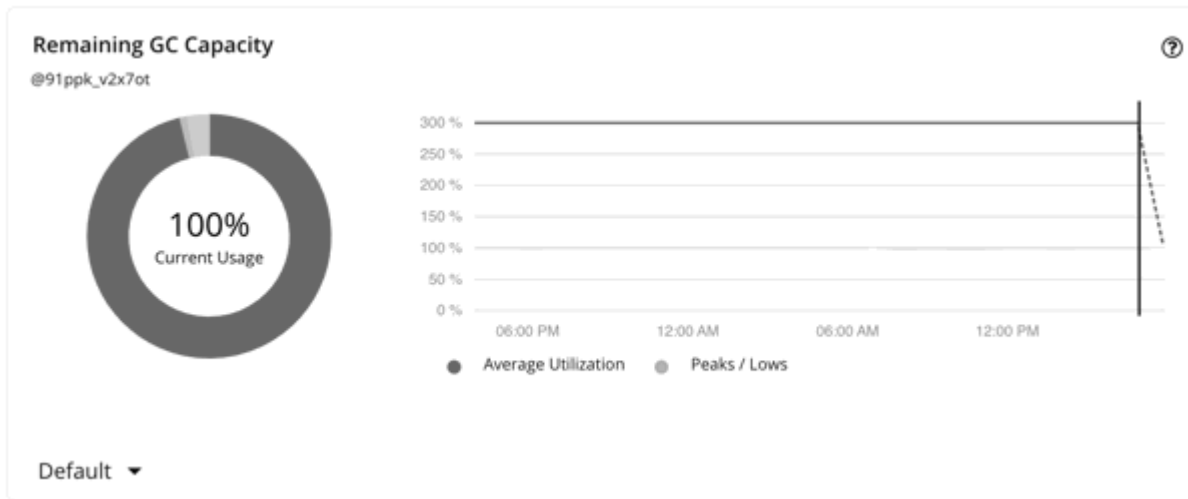 Remaining GC Capacity
@91ppk_v2x7ot
100%
Current Usage
300 %
250 %
200 %
150 %
100 %
50 %
0 %
06:00 PM 12:00 AM 06:00 AM 12:00 PM
Average Utilization Peaks / Lows
Default